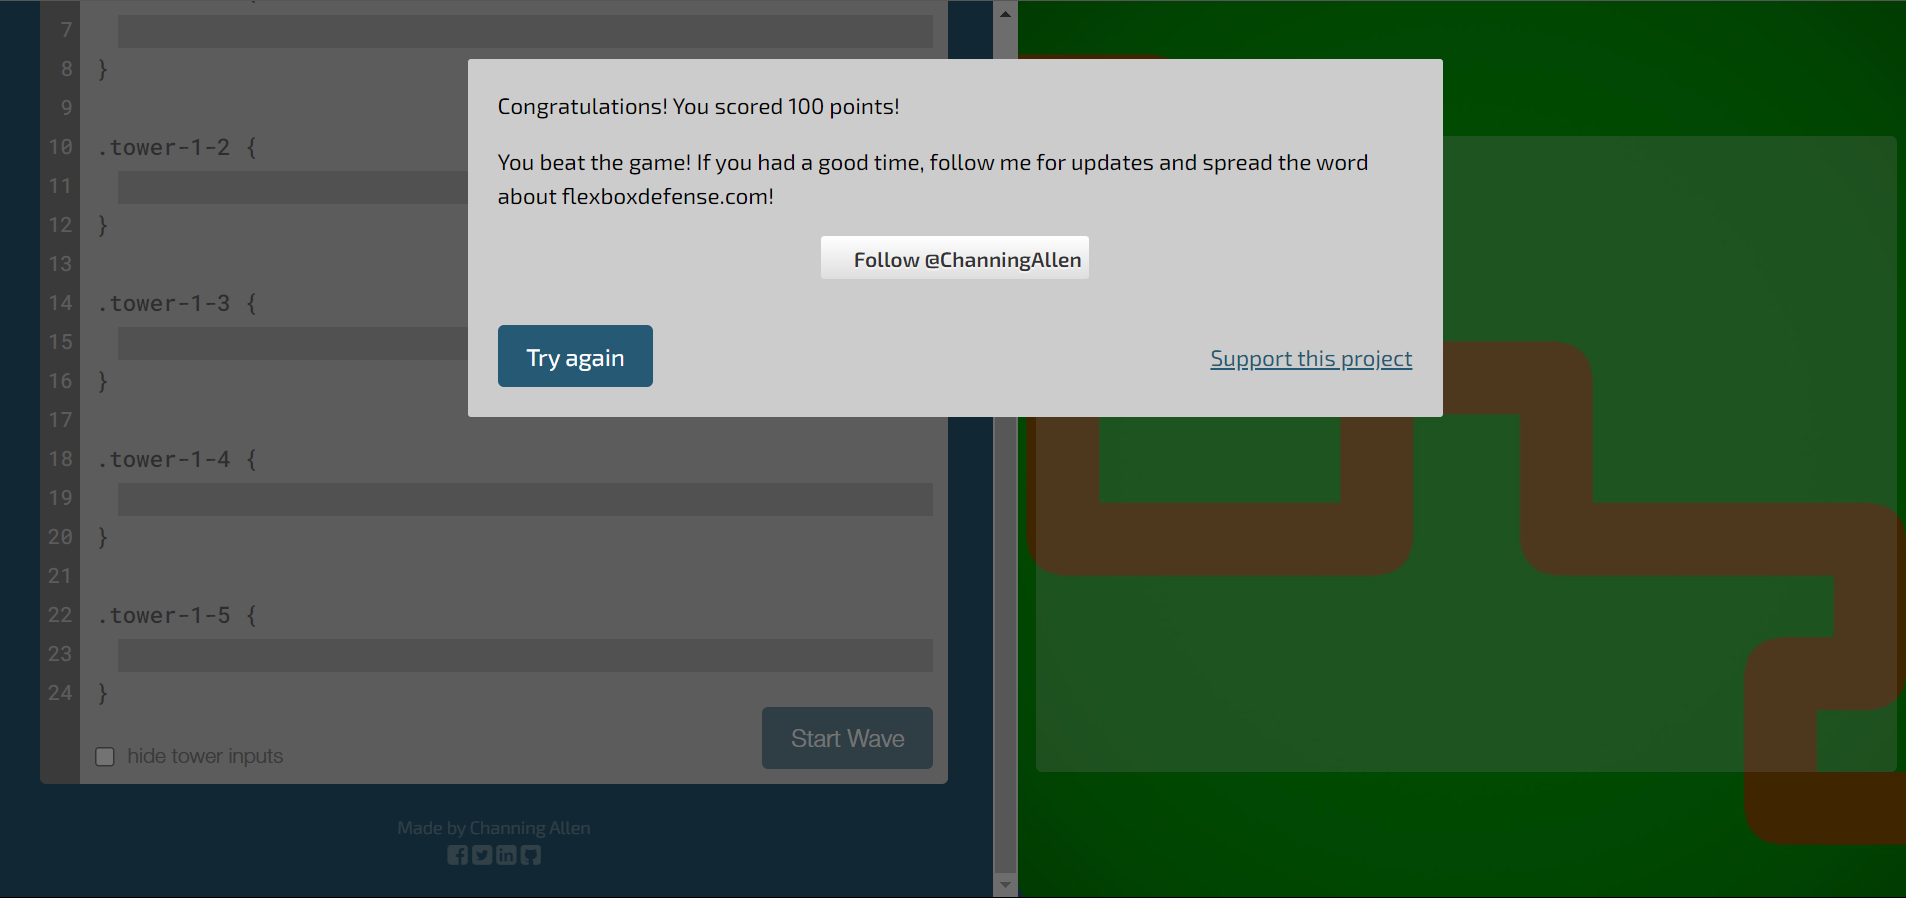 7
8 }
9
10 .tower-1-2 {
11
12 }
13
14 .tower-1-3 {
15
16 }
17
18 .tower-1-4 {
19
20 }
21
22 .tower-1-5 {
23
24 }
hide tower inputs
Start Wave
Made by Channing Allen
Congratulations! You scored 100 points!
You beat the game! If you had a good time, follow me for updates and spread the word
about flexboxdefense.com!
Follow @ChanningAllen
Try again
Support this project